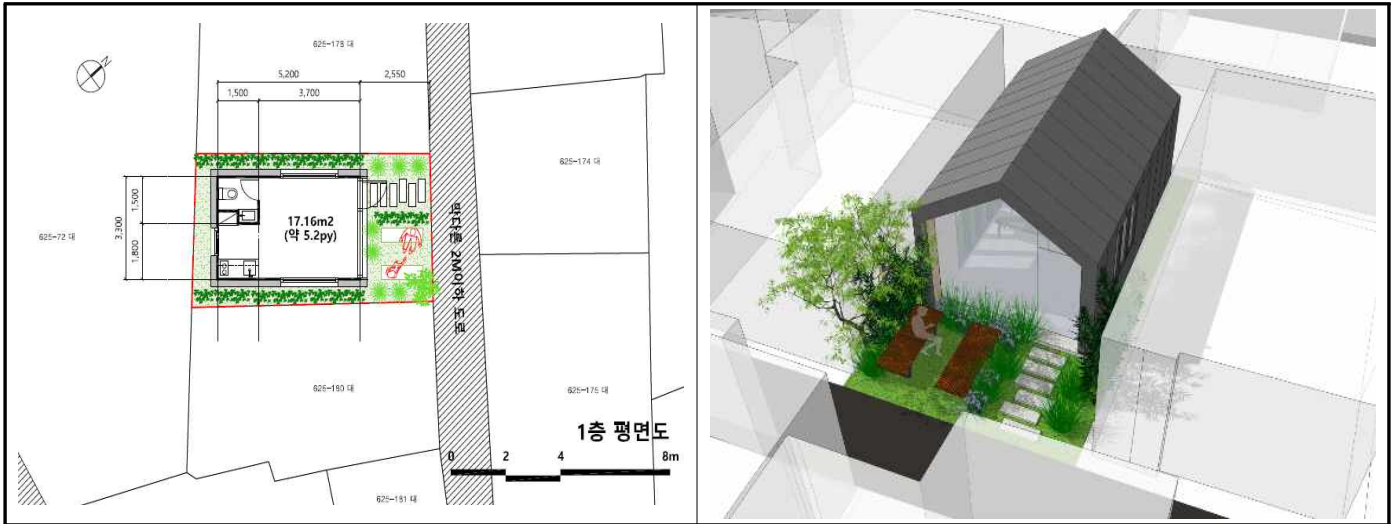 625-178 대
N
5,200
2,550
1,500
3,700
625-174 대
3,300
1,500
1,800
17.16m2
(약 5.2py)
625-72 대
막다른 2M이하 도로
625-180 대
625-175 대
1층 평면도
0 2 4 8m
625-181 대